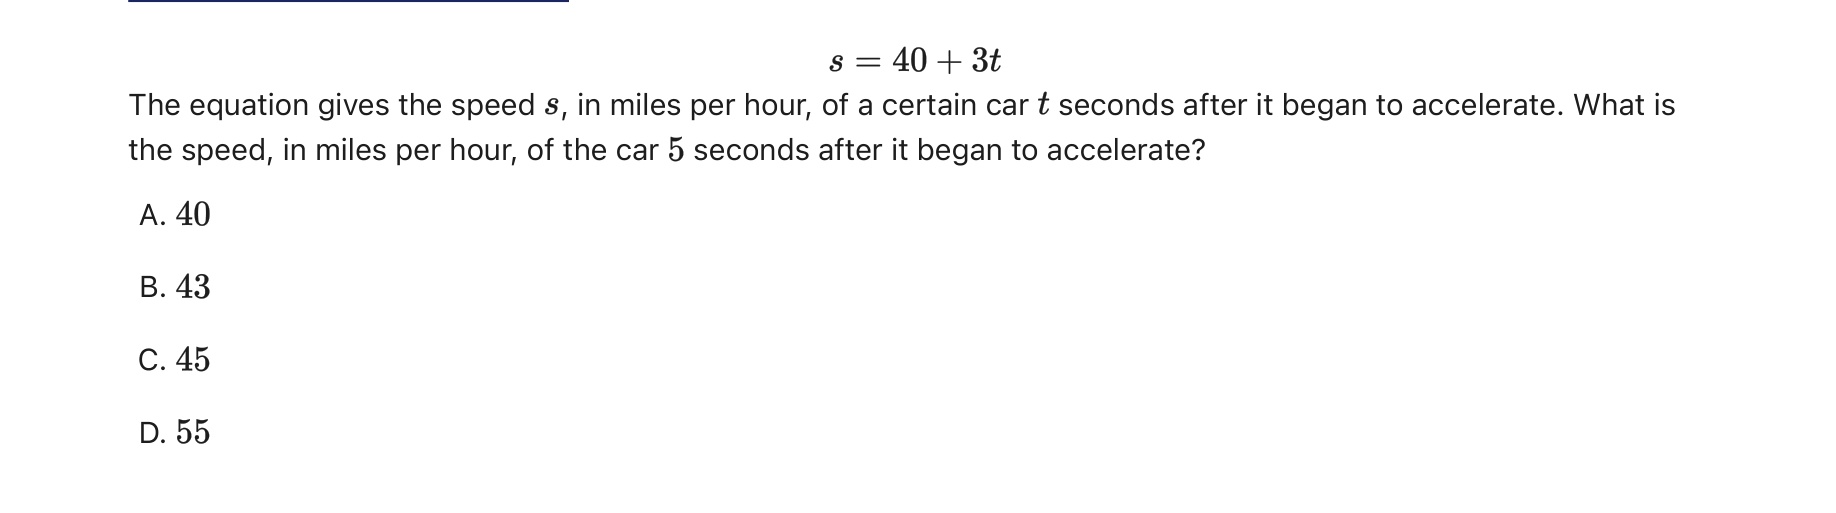 s = 40 + 3t
The equation gives the speed s, in miles per hour, of a certain car t seconds after it began to accelerate. What is
the speed, in miles per hour, of the car 5 seconds after it began to accelerate?
A. 40
B. 43
C. 45
D. 55